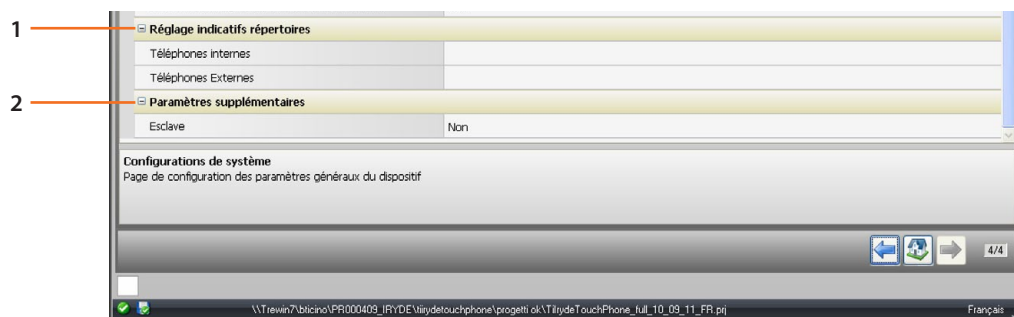 1
Réglage indicatifs répertoires
Téléphones internes
Téléphones Externes
2
Paramètres supplémentaires
Esclave Non
Configurations de système
Page de configuration des paramètres généraux du dispositif
4/4
\\Trewin7\bticino\PR000409_IRYDE\tiirydetouchphone\progetti ok\TiIrydeTouchPhone_full_10_09_11_FR.prj Français